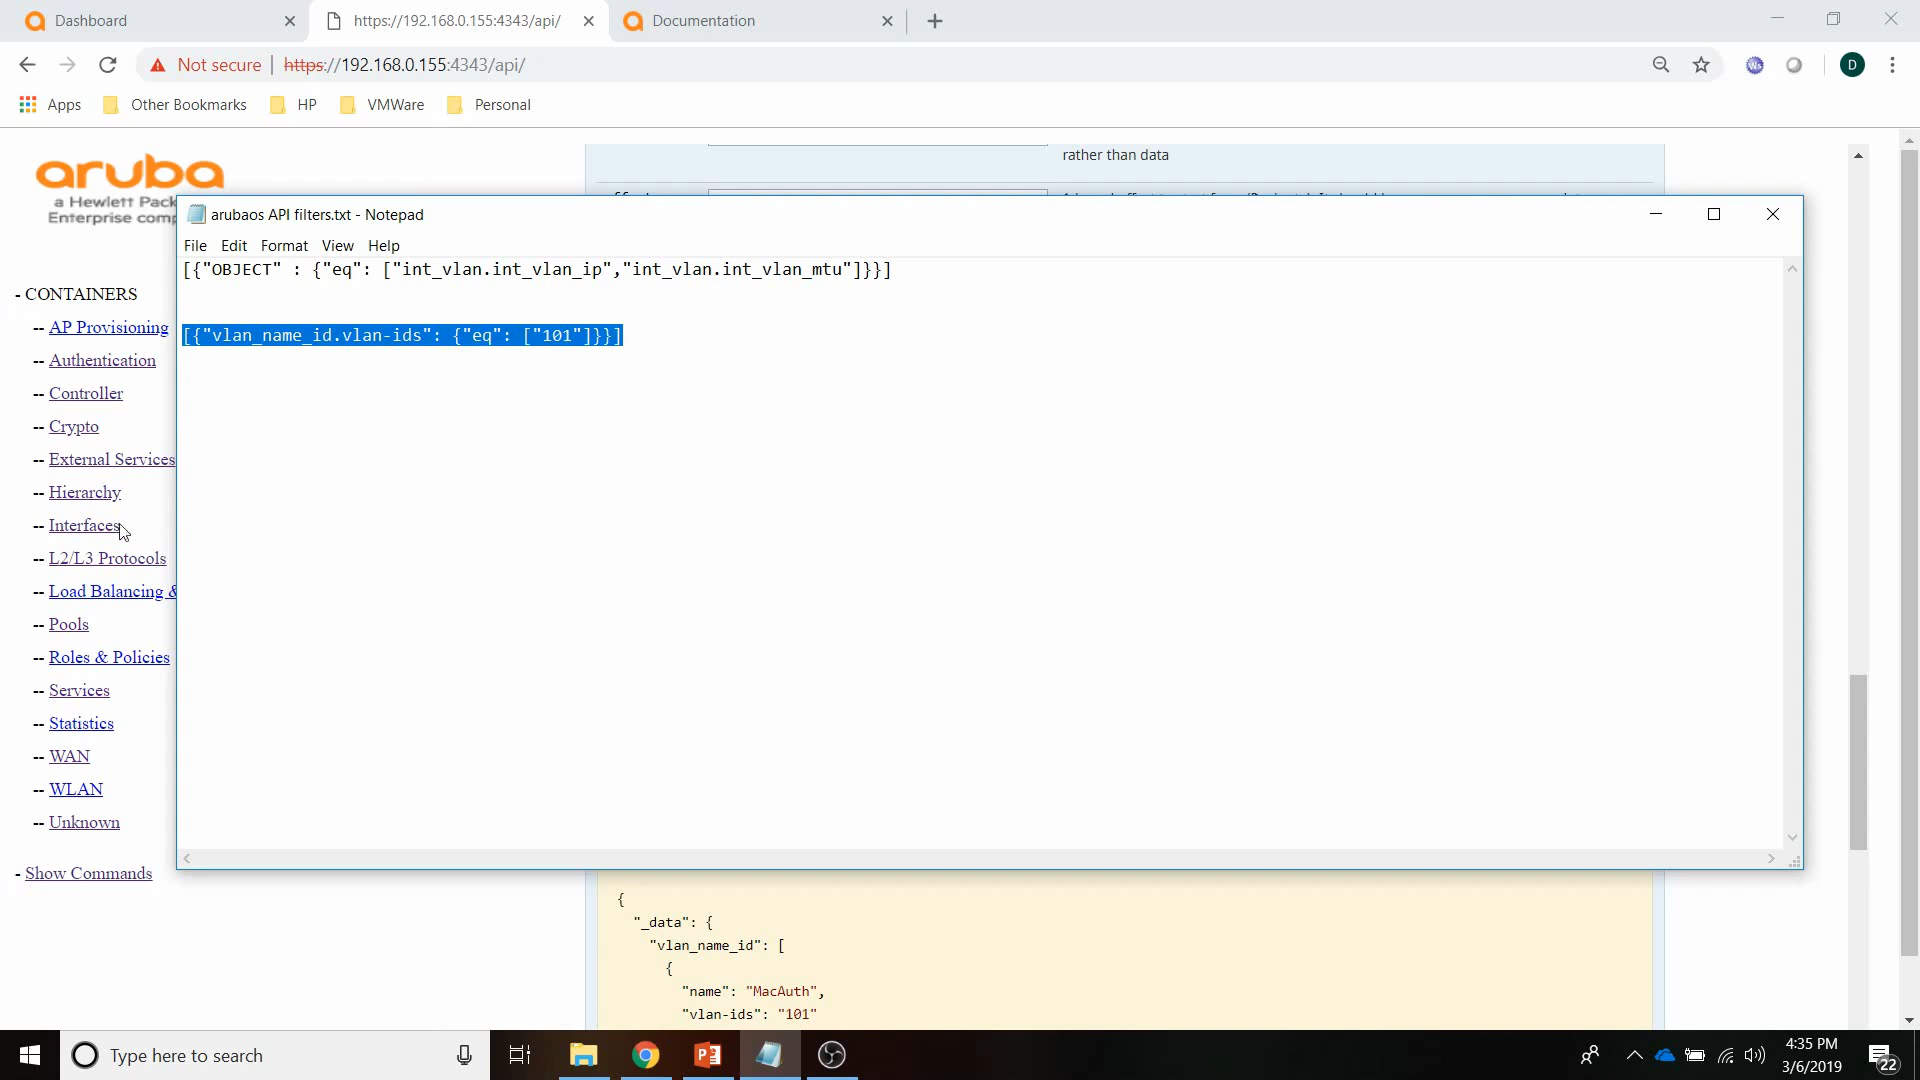 Dashboard
https://192.168.0.155:4343/api/
Documentation
Not secure | https://192.168.0.155:4343/api/
D
Apps
Other Bookmarks
HP
VMWare
Personal
aruba
a Hewlett Pack
Enterprise comp
rather than data
arubaos API filters.txt - Notepad
File Edit Format View Help
[{"OBJECT" : {"eq": ["int_vlan.int_vlan_ip","int_vlan.int_vlan_mtu"]}}]
[{"vlan_name_id.vlan-ids": {"eq": ["101"]}}]
- CONTAINERS
-- AP Provisioning
-- Authentication
-- Controller
-- Crypto
-- External Services
-- Hierarchy
-- Interfaces
-- L2/L3 Protocols
-- Load Balancing &
-- Pools
-- Roles & Policies
-- Services
-- Statistics
-- WAN
-- WLAN
-- Unknown
- Show Commands
{
"_data": {
"vlan_name_id": [
{
"name": "MacAuth",
"vlan-ids": "101"
Type here to search
4:35 PM
3/6/2019
22